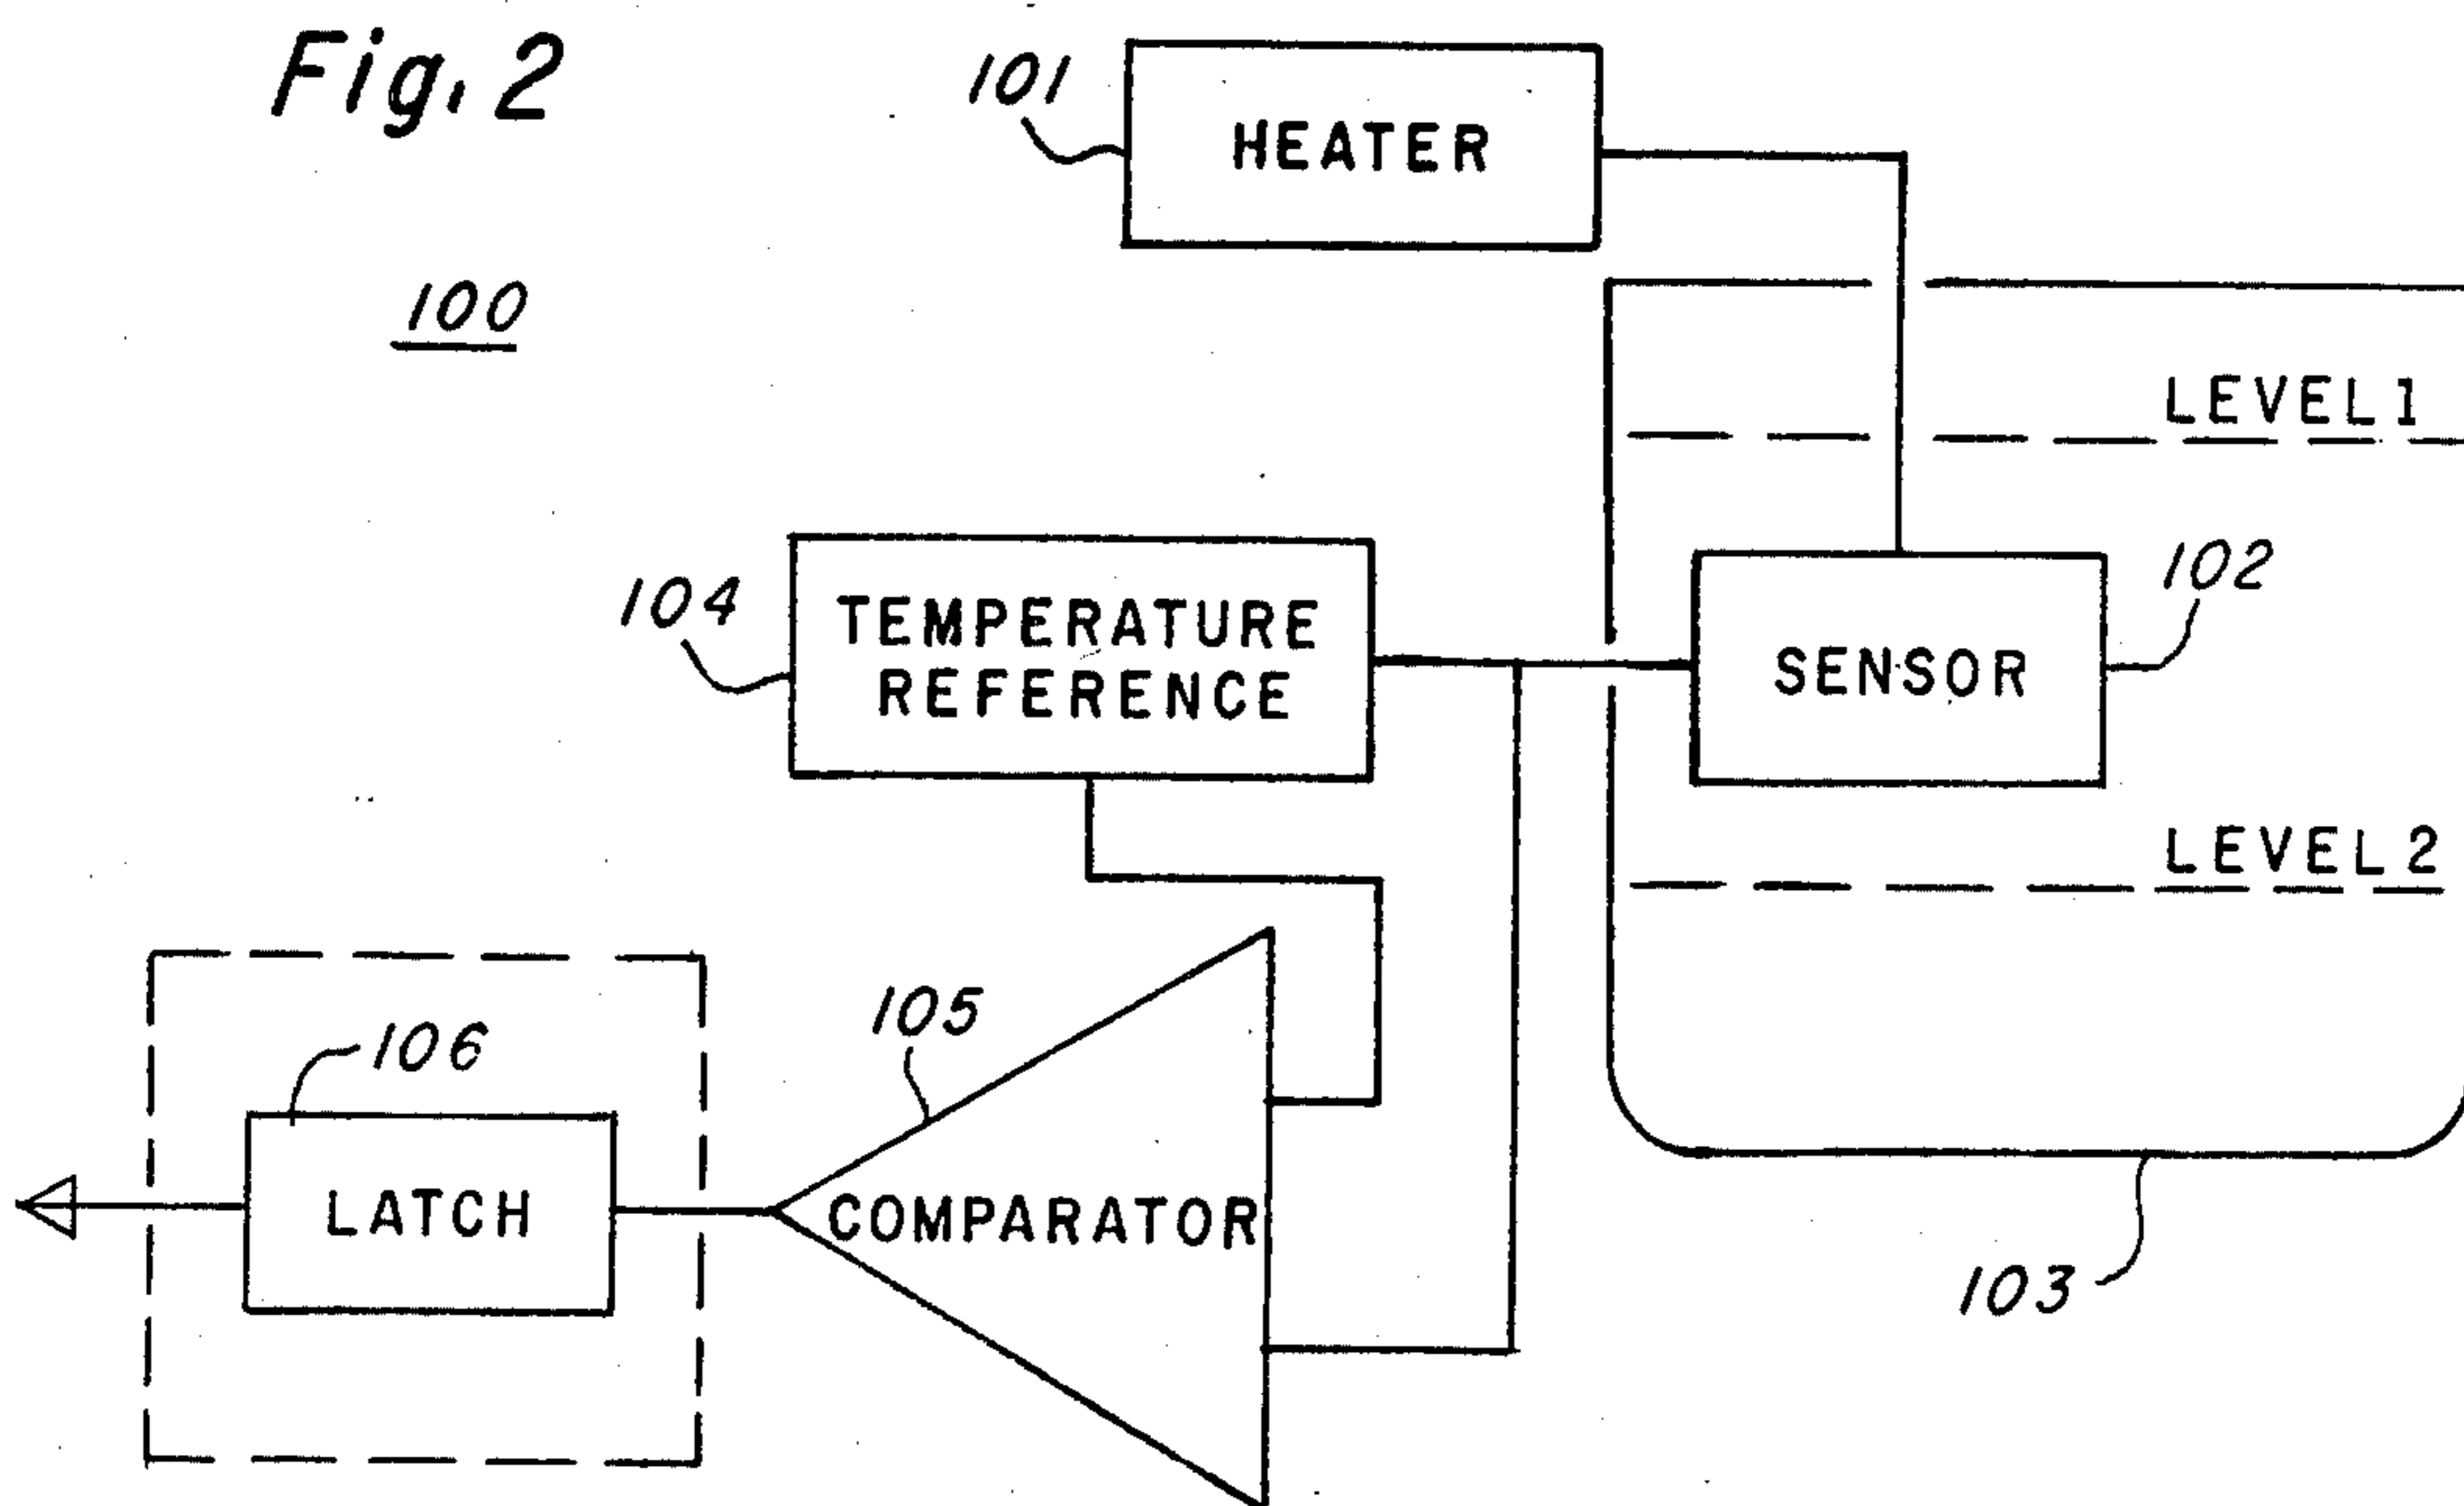 Fig. 2
101
HEATER
100
LEVEL 1
102
104
TEMPERATURE
REFERENCE
SENSOR
LEVEL 2
105
106
LATCH
COMPARATOR
103